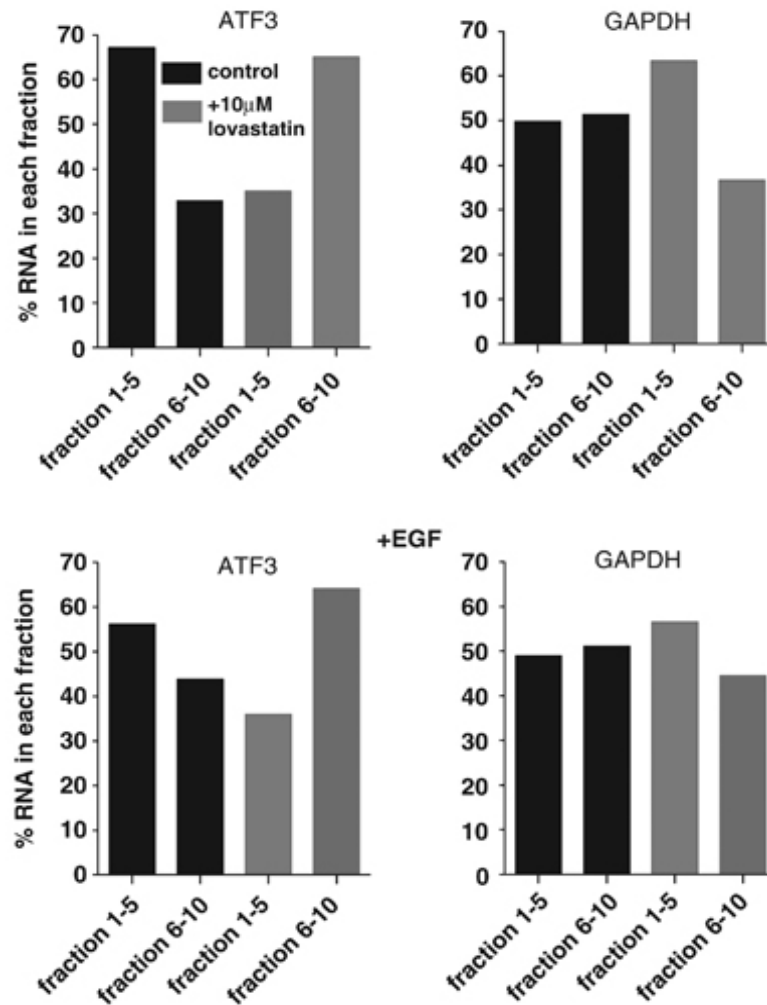 ATF3
% RNA in each fraction
70
60
50
40
30
20
10
0
control
+10µM
lovastatin
fraction 1-5
fraction 6-10
fraction 1-5
fraction 6-10
GAPDH
70
60
50
40
30
20
10
0
fraction 1-5
fraction 6-10
fraction 1-5
fraction 6-10
+EGF
ATF3
% RNA in each fraction
70
60
50
40
30
20
10
0
fraction 1-5
fraction 6-10
fraction 1-5
fraction 6-10
GAPDH
70
60
50
40
30
20
10
0
fraction 1-5
fraction 6-10
fraction 1-5
fraction 6-10